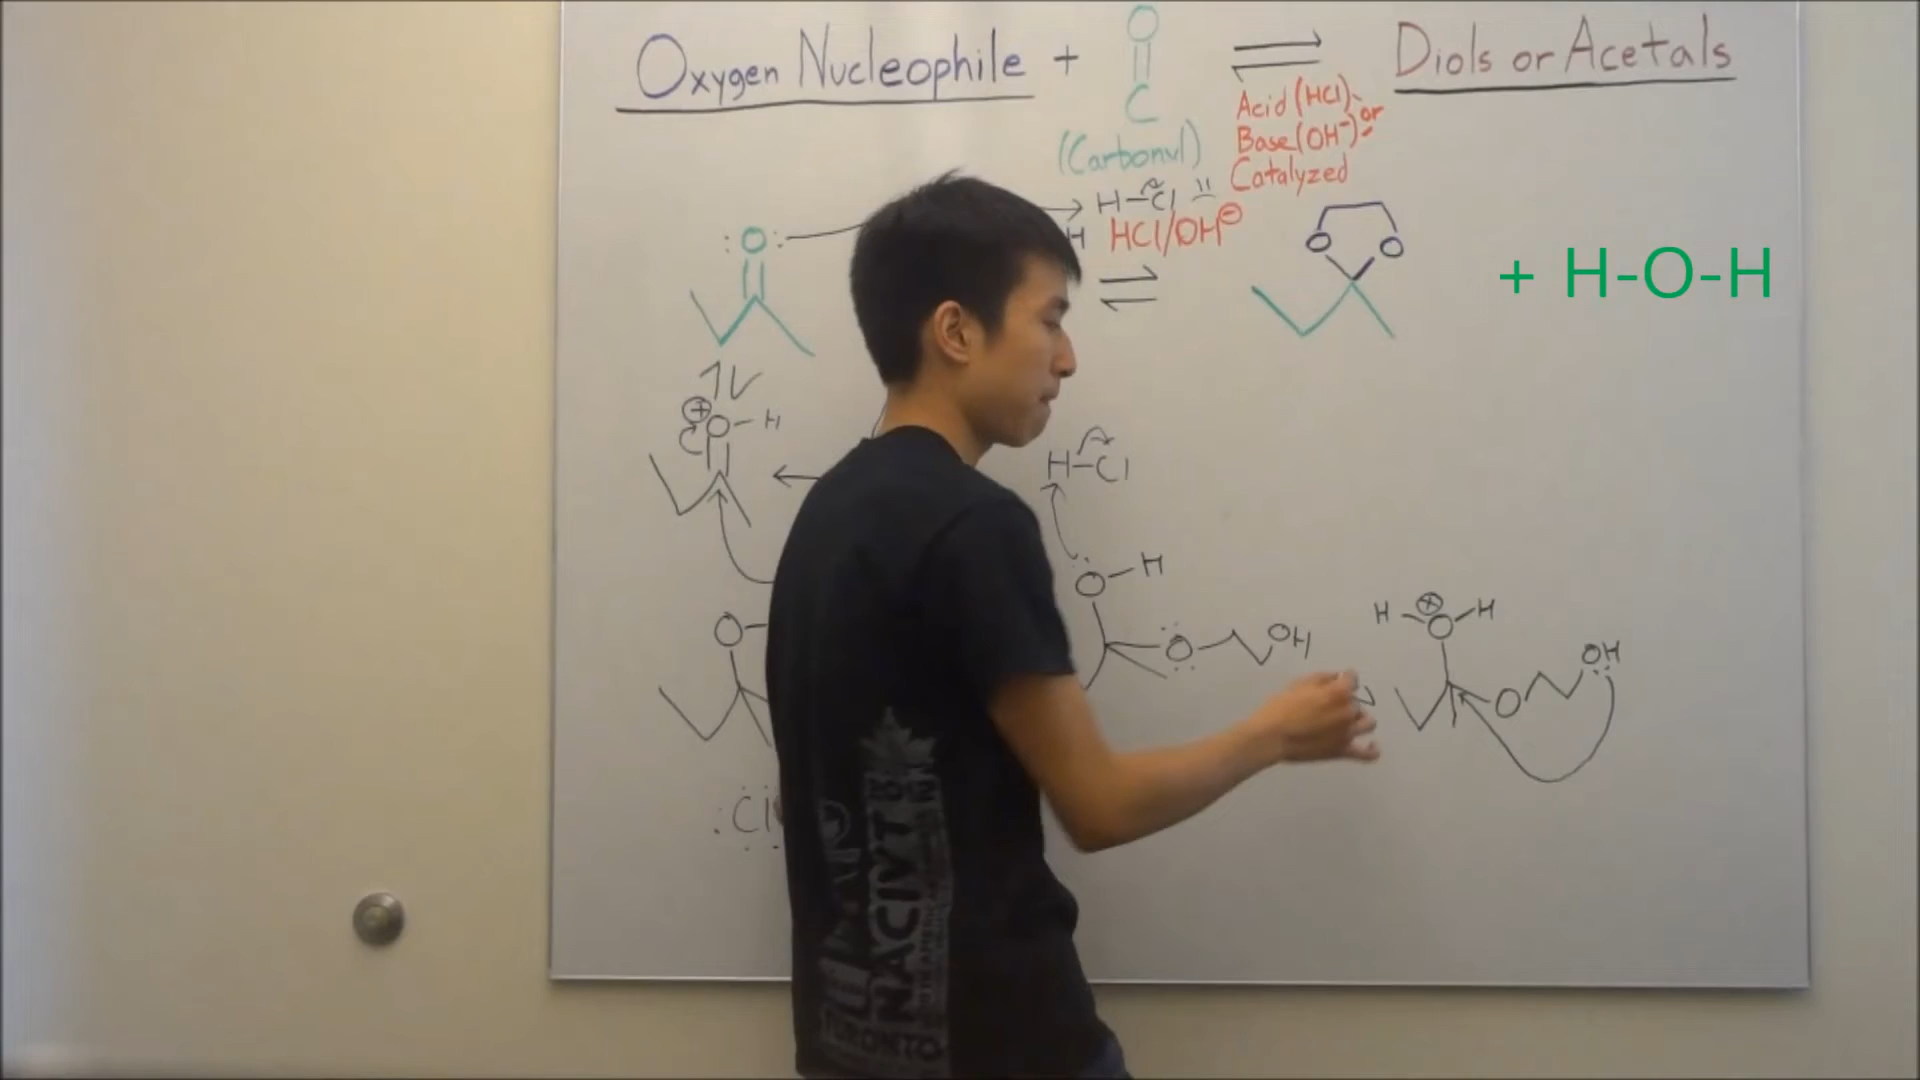 Oxygen Nucleophile + O ⇌ Diols or Acetals
C
(Carbonyl)
Acid (HCl) or
Base (OH⁻)
Catalyzed
H-Cl
H HCl/OH⊖
:O:
O O
+ H-O-H
⊕
O-H
H-Cl
O-H
O
OH
H ⊕ H
O
O
OH
O
:Cl
TORONTO